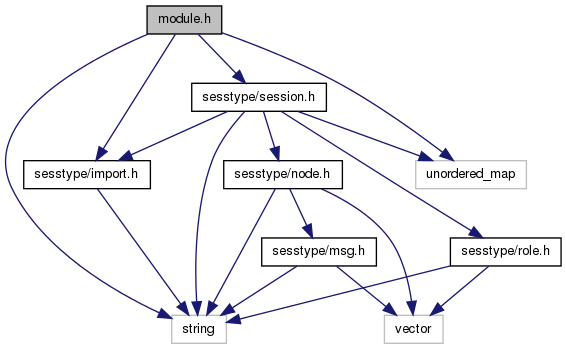 module.h
sesstype/session.h
sesstype/import.h
sesstype/node.h
unordered_map
sesstype/msg.h
sesstype/role.h
string
vector